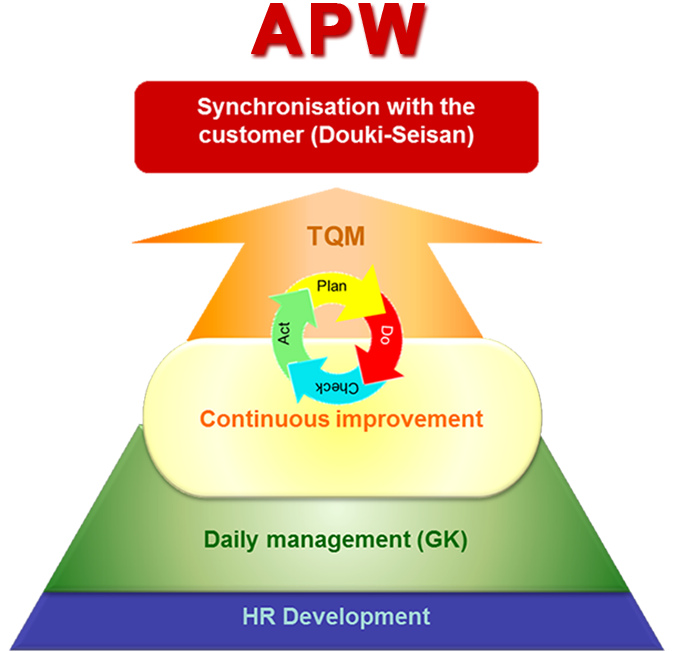 APW
Synchronisation with the
customer (Douki-Seisan)
TQM
Plan
Do
Check
Act
Continuous improvement
Daily management (GK)
HR Development